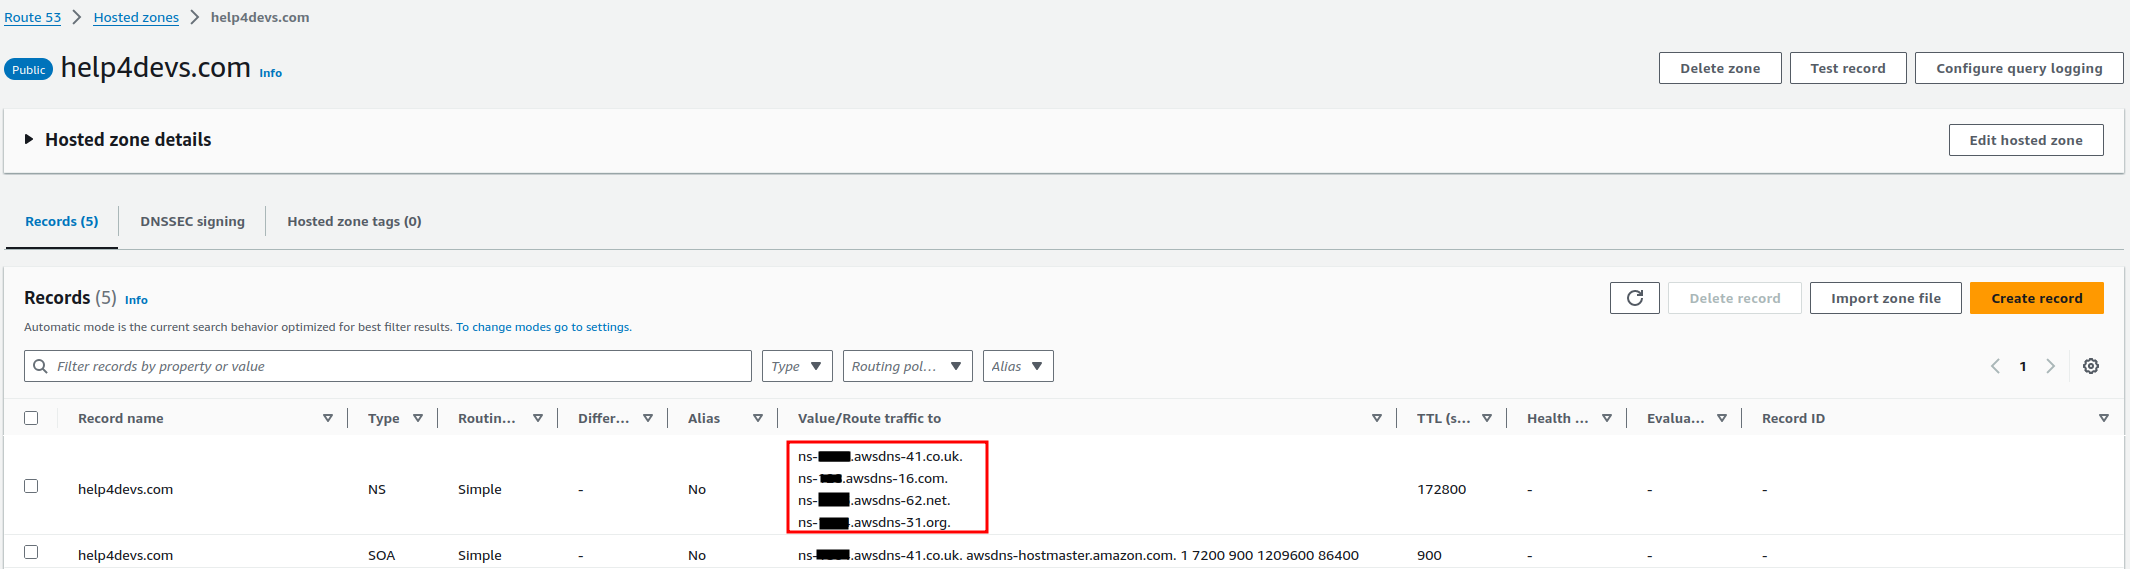 Route 53 > Hosted zones > help4devs.com
Public help4devs.com Info
Delete zone Test record Configure query logging
Hosted zone details Edit hosted zone
Records (5) DNSSEC signing Hosted zone tags (0)
Records (5) Info
Delete record Import zone file Create record
Automatic mode is the current search behavior optimized for best filter results. To change modes go to settings.
Filter records by property or value Type Routing pol... Alias 1
Record name Type Routin... Differ... Alias Value/Route traffic to TTL (s... Health ... Evalua... Record ID
ns- .awsdns-41.co.uk.
ns- .awsdns-16.com.
help4devs.com NS Simple - No 172800 - - -
ns- .awsdns-62.net.
ns- .awsdns-31.org.
help4devs.com SOA Simple - No ns- .awsdns-41.co.uk. awsdns-hostmaster.amazon.com. 1 7200 900 1209600 86400 900 - - -